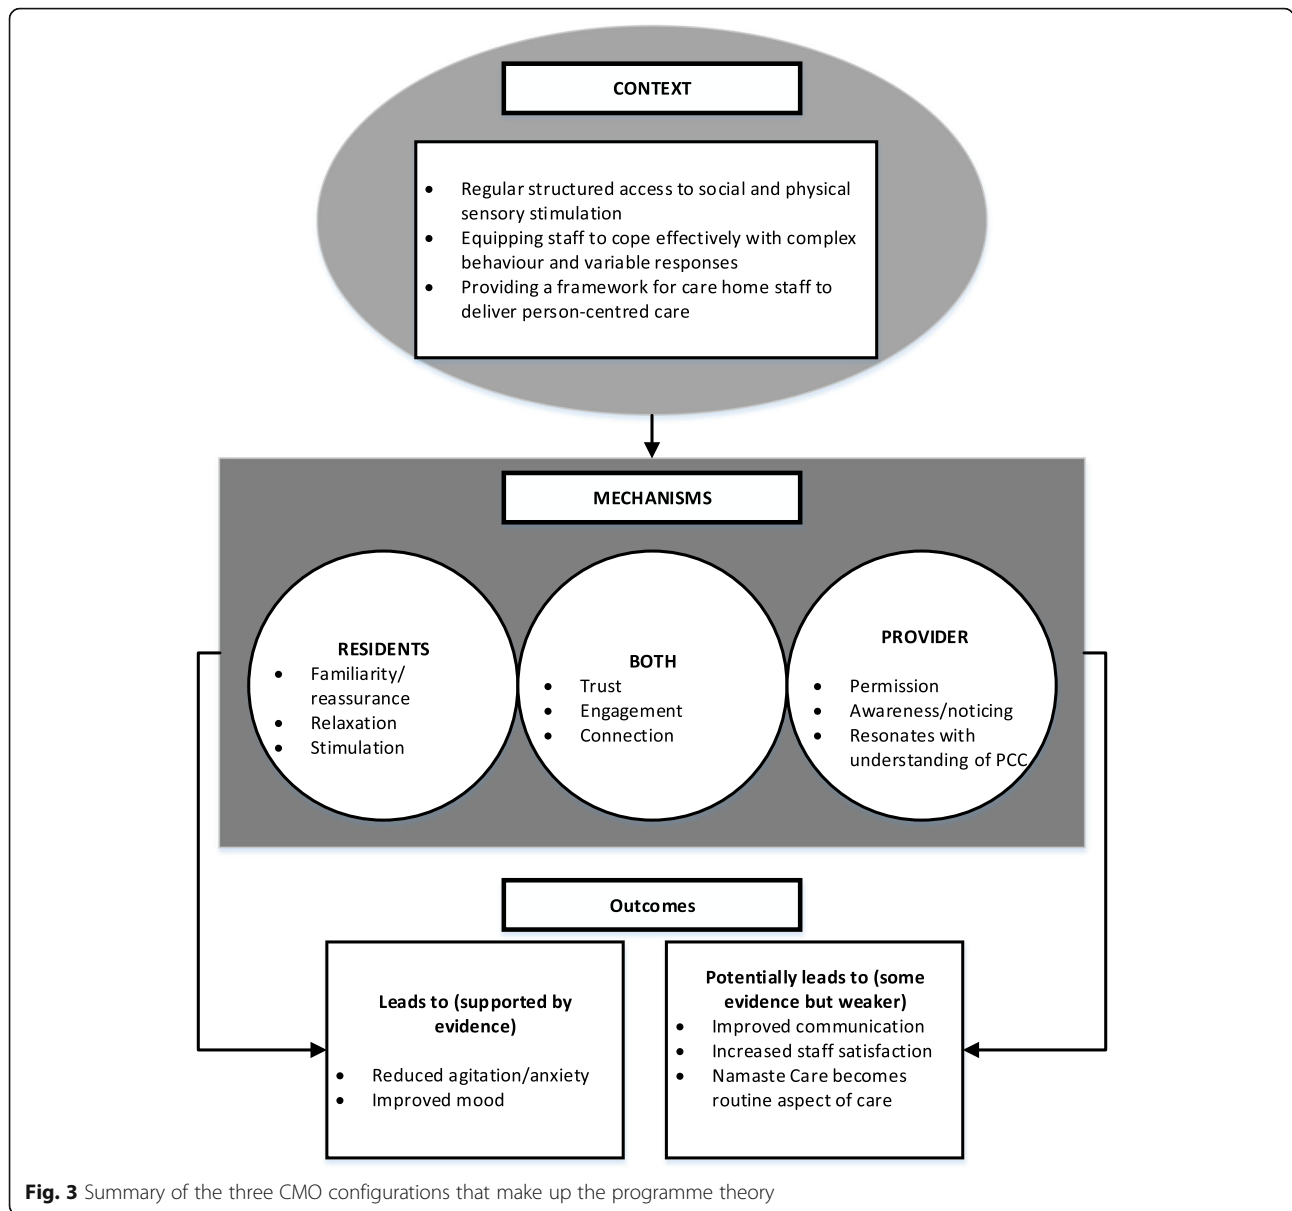 CONTEXT
• Regular structured access to social and physical
sensory stimulation
• Equipping staff to cope effectively with complex
behaviour and variable responses
• Providing a framework for care home staff to
deliver person-centred care
MECHANISMS
RESIDENTS
• Familiarity/
reassurance
• Relaxation
• Stimulation
BOTH
• Trust
• Engagement
• Connection
PROVIDER
• Permission
• Awareness/noticing
• Resonates with
understanding of PCC
Outcomes
Leads to (supported by
evidence)
• Reduced agitation/anxiety
• Improved mood
Potentially leads to (some
evidence but weaker)
• Improved communication
• Increased staff satisfaction
• Namaste Care becomes
routine aspect of care
Fig. 3 Summary of the three CMO configurations that make up the programme theory